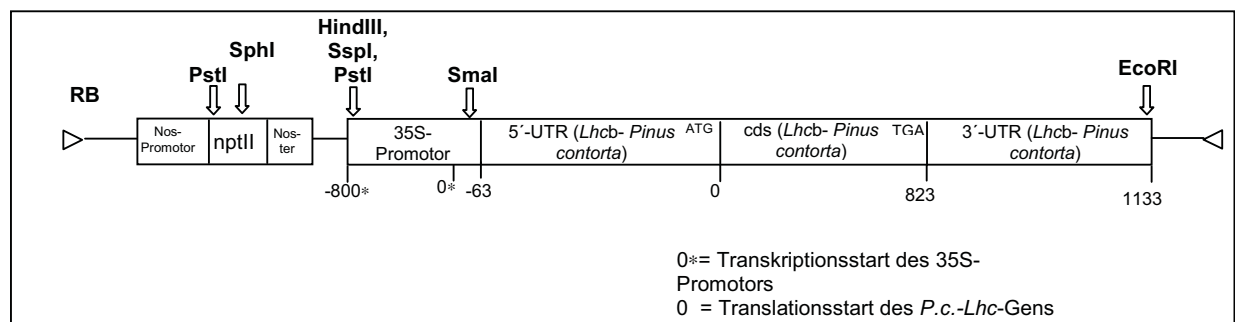 HindIII,
SspI,
PstI
SphI
PstI
SmaI
EcoRI
RB
Nos-
Promotor
nptII
Nos-
ter
35S-
Promotor
5´-UTR (Lhcb- Pinus
contorta)
ATG
cds (Lhcb- Pinus
contorta)
TGA
3´-UTR (Lhcb- Pinus
contorta)
-800*
0*
-63
0
823
1133
0*= Transkriptionsstart des 35S-
Promotors
0 = Translationsstart des P.c.-Lhc-Gens